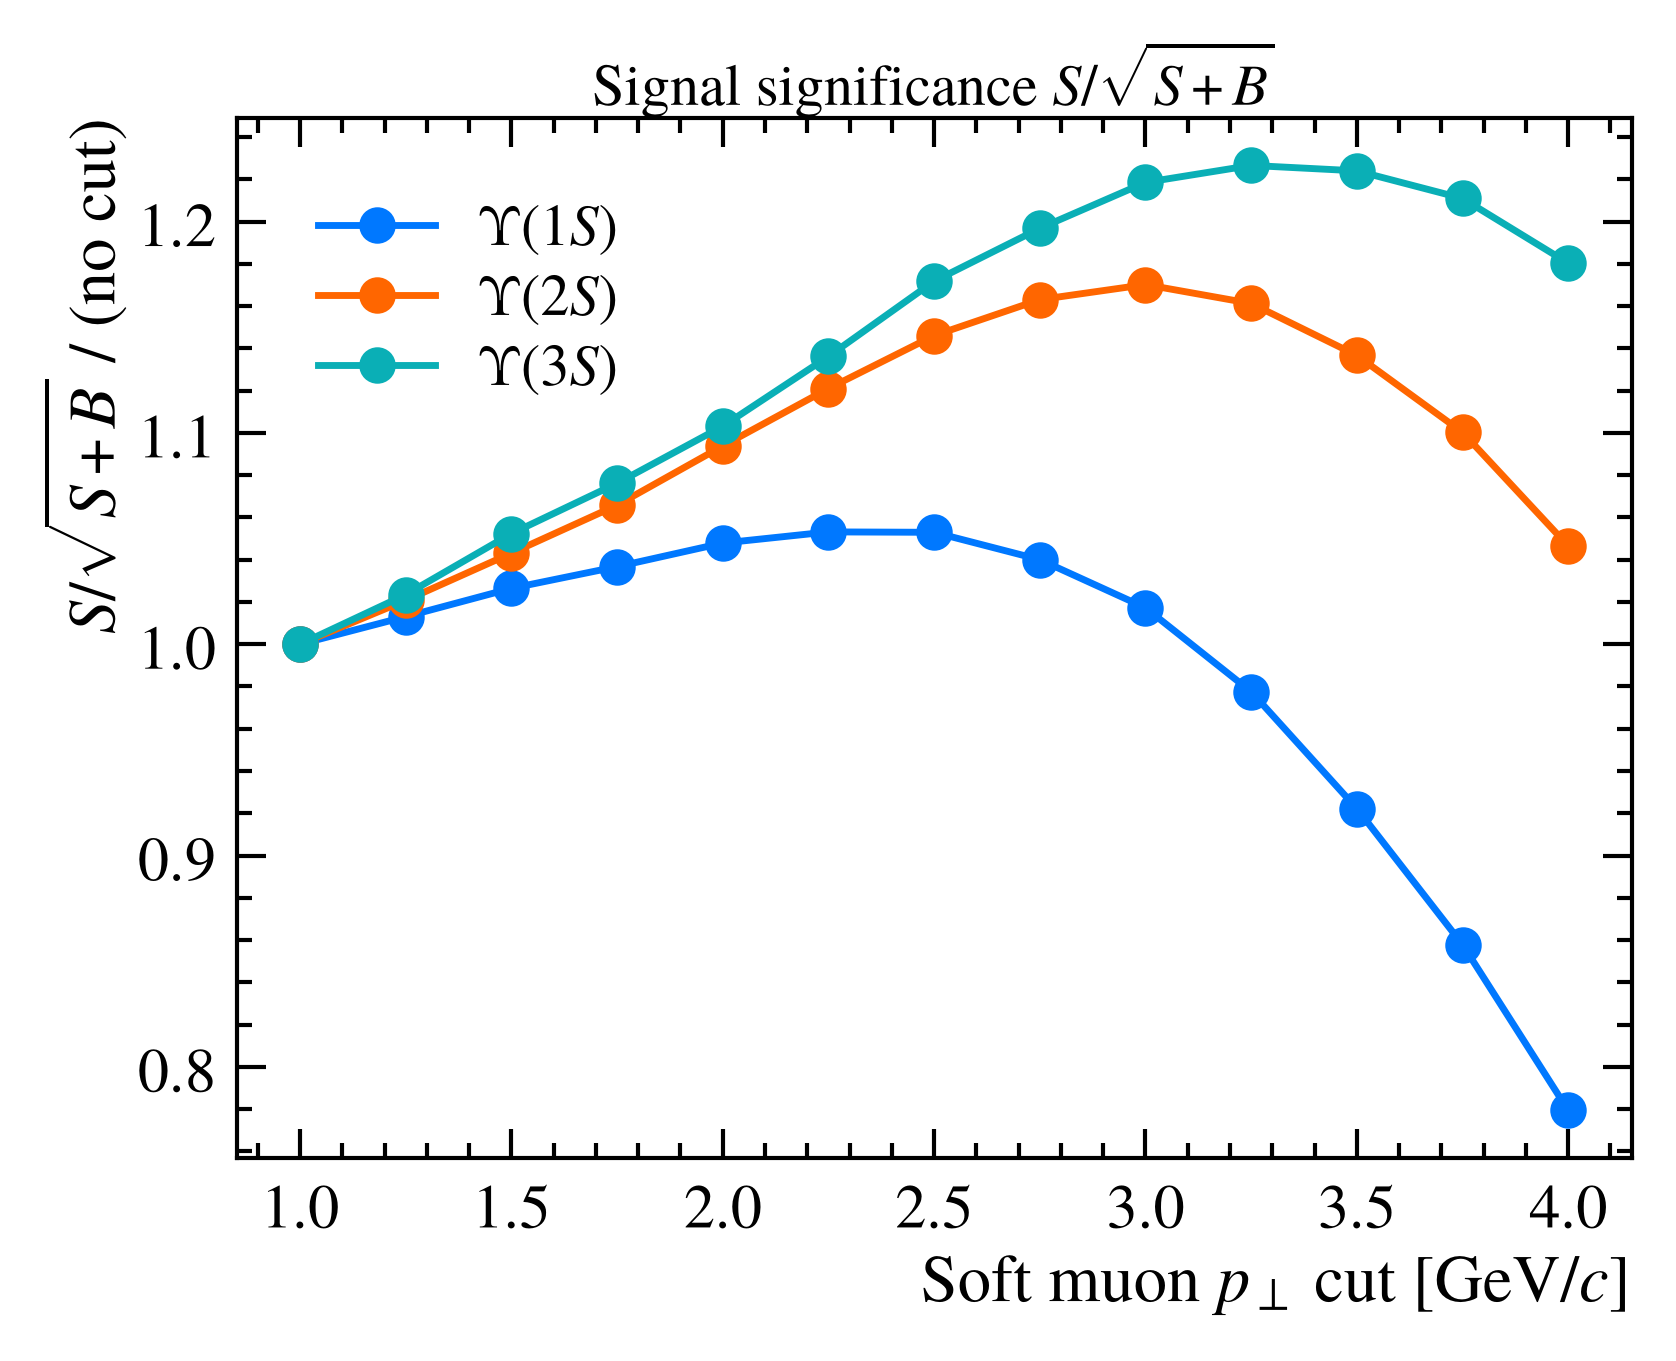 Signal significance S/√S + B
S/√S + B / (no cut)
ϒ(1S)
ϒ(2S)
ϒ(3S)
1.2
1.1
1.0
0.9
0.8
1.0 1.5 2.0 2.5 3.0 3.5 4.0
Soft muon p⊥ cut [GeV/c]